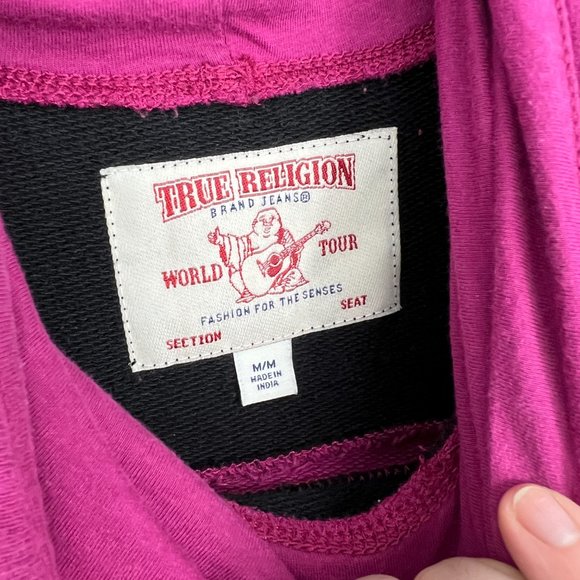 TRUE RELIGION
BRAND JEANS®
WORLD TOUR
FASHION FOR THE SENSES
SECTION SEAT
M/M
MADE IN
INDIA